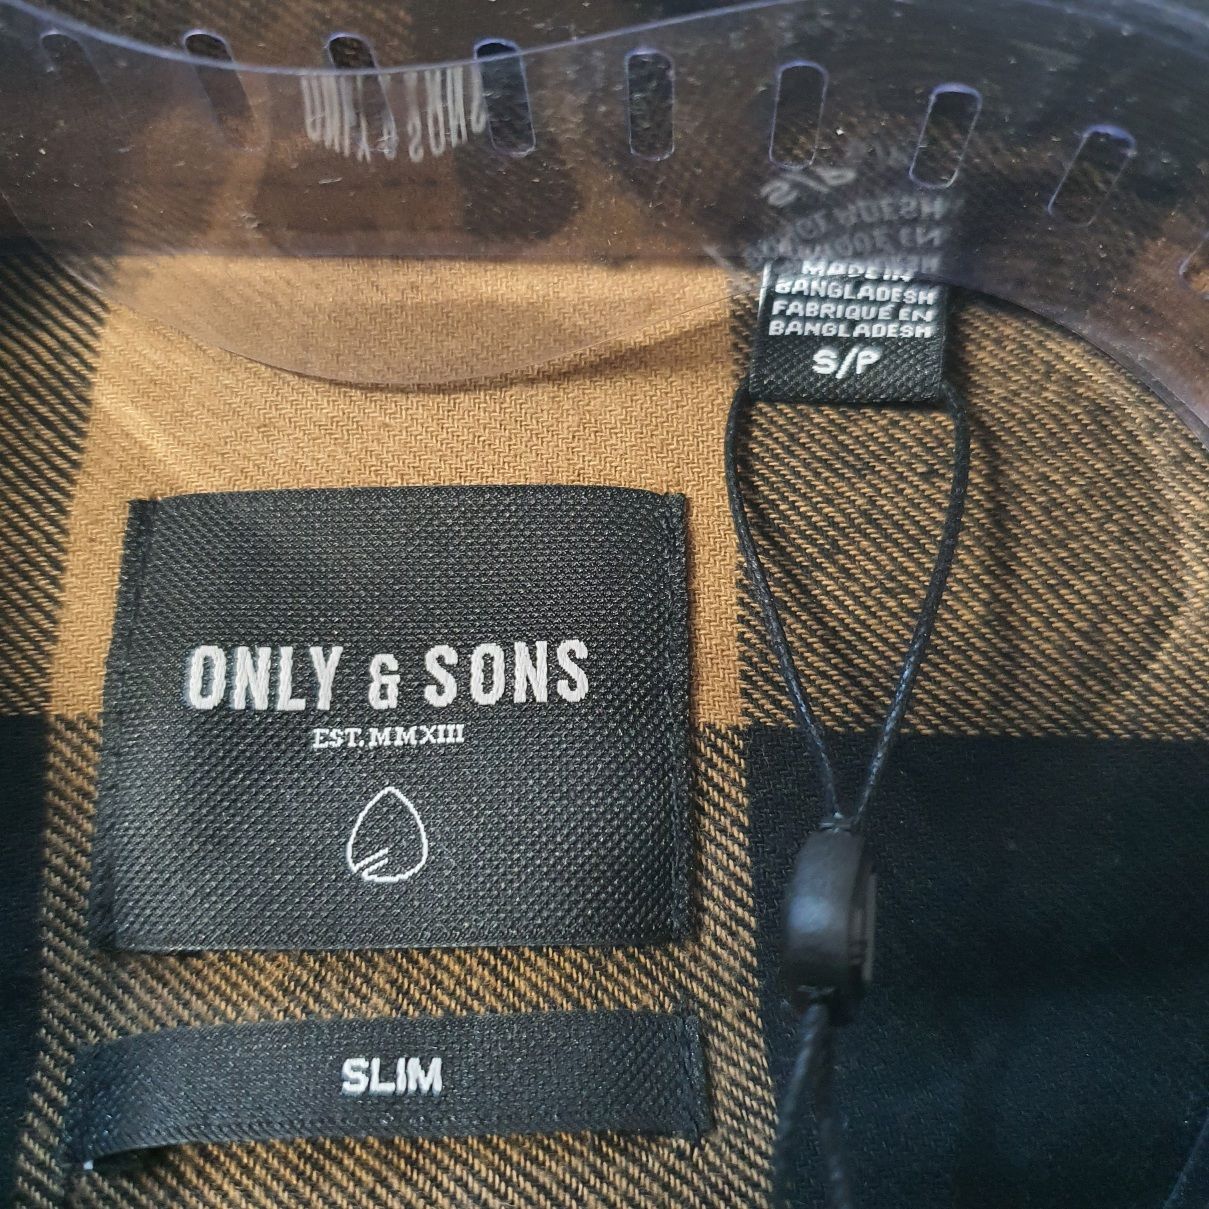 MADE IN
BANGLADESH
FABRIQUÉ EN
BANGLADESH
S/P
ONLY & SONS
EST. MMXIII
SLIM